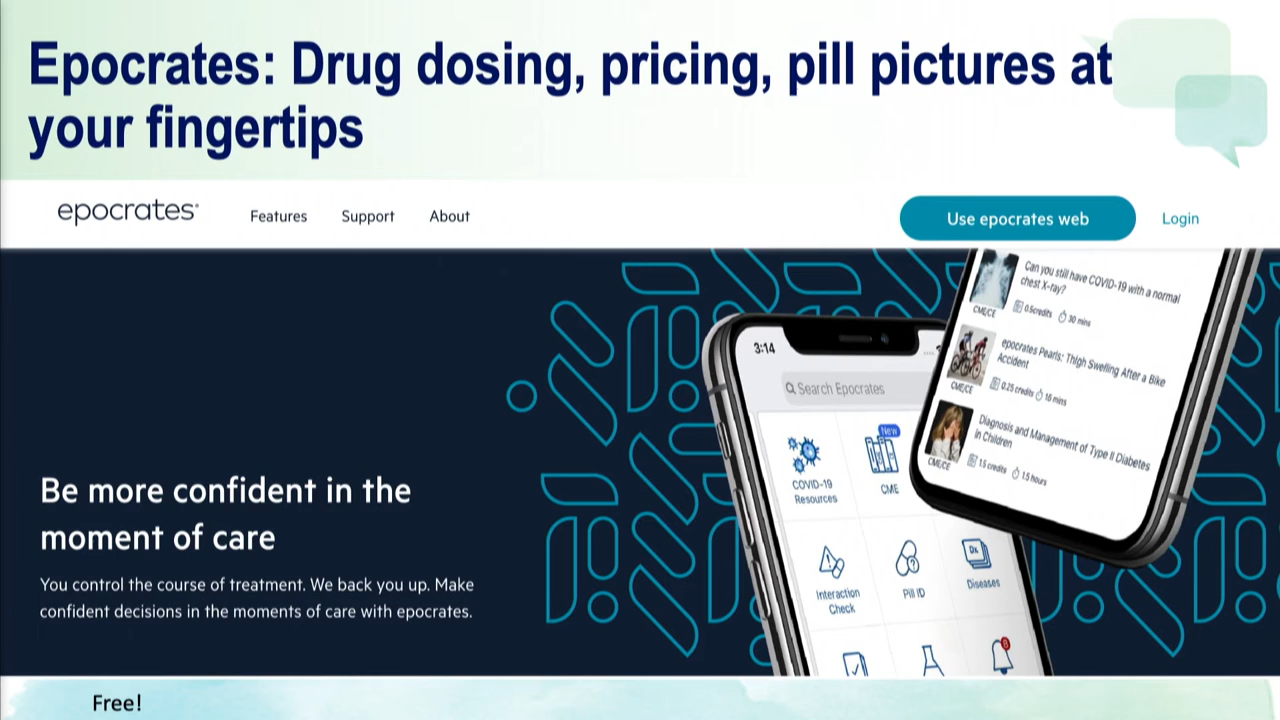 Epocrates: Drug dosing, pricing, pill pictures at
your fingertips
epocrates
Features
Support
About
Use epocrates web
Login
Be more confident in the
moment of care
You control the course of treatment. We back you up. Make
confident decisions in the moments of care with epocrates.
3:14
Search Epocrates
COVID-19
Resources
New
CME
Interaction
Check
Pill ID
Dx
Diseases
8
Can you still have COVID-19 with a normal
chest X-ray?
CME/CE
0.5credits
30 mins
epocrates Pearls: Thigh Swelling After a Bike
Accident
CME/CE
0.25 credits
16 mins
Diagnosis and Management of Type II Diabetes
in Children
CME/CE
1.5 credits
1.5 hours
Free!